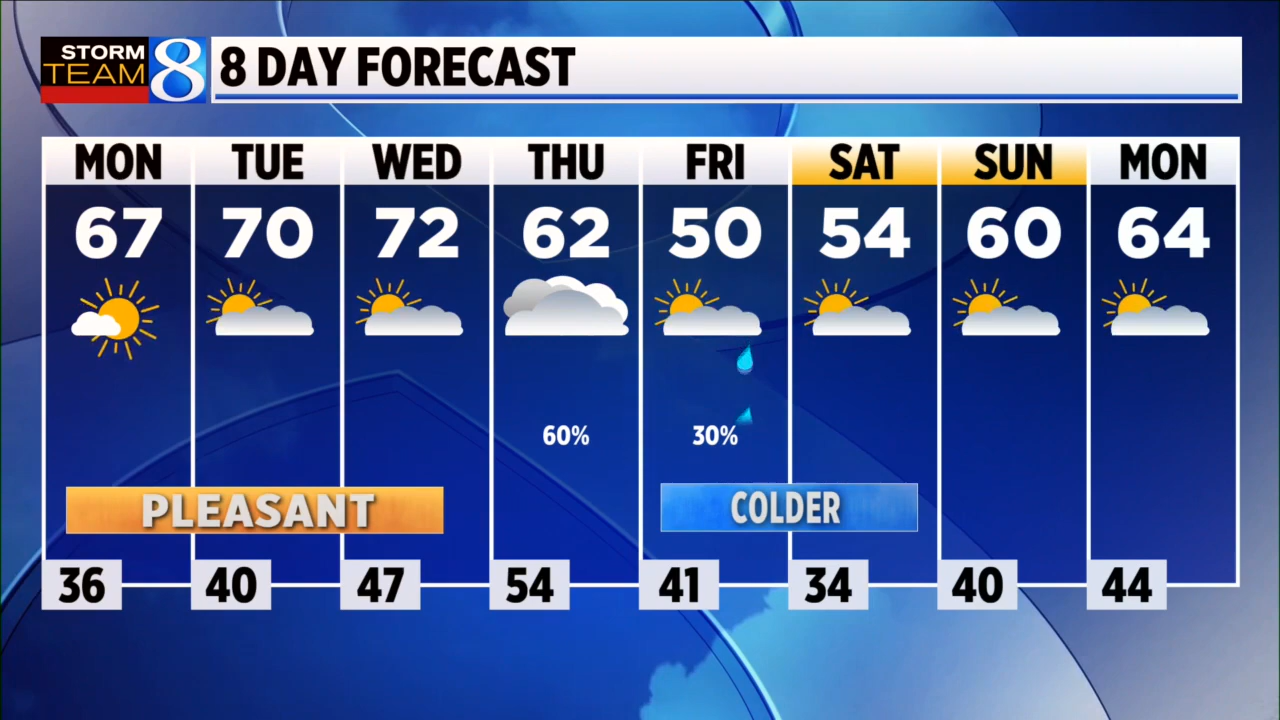 STORM
TEAM
8
8 DAY FORECAST
MON TUE WED THU FRI SAT SUN MON
67 70 72 62 50 54 60 64
60% 30%
PLEASANT COLDER
36 40 47 54 41 34 40 44